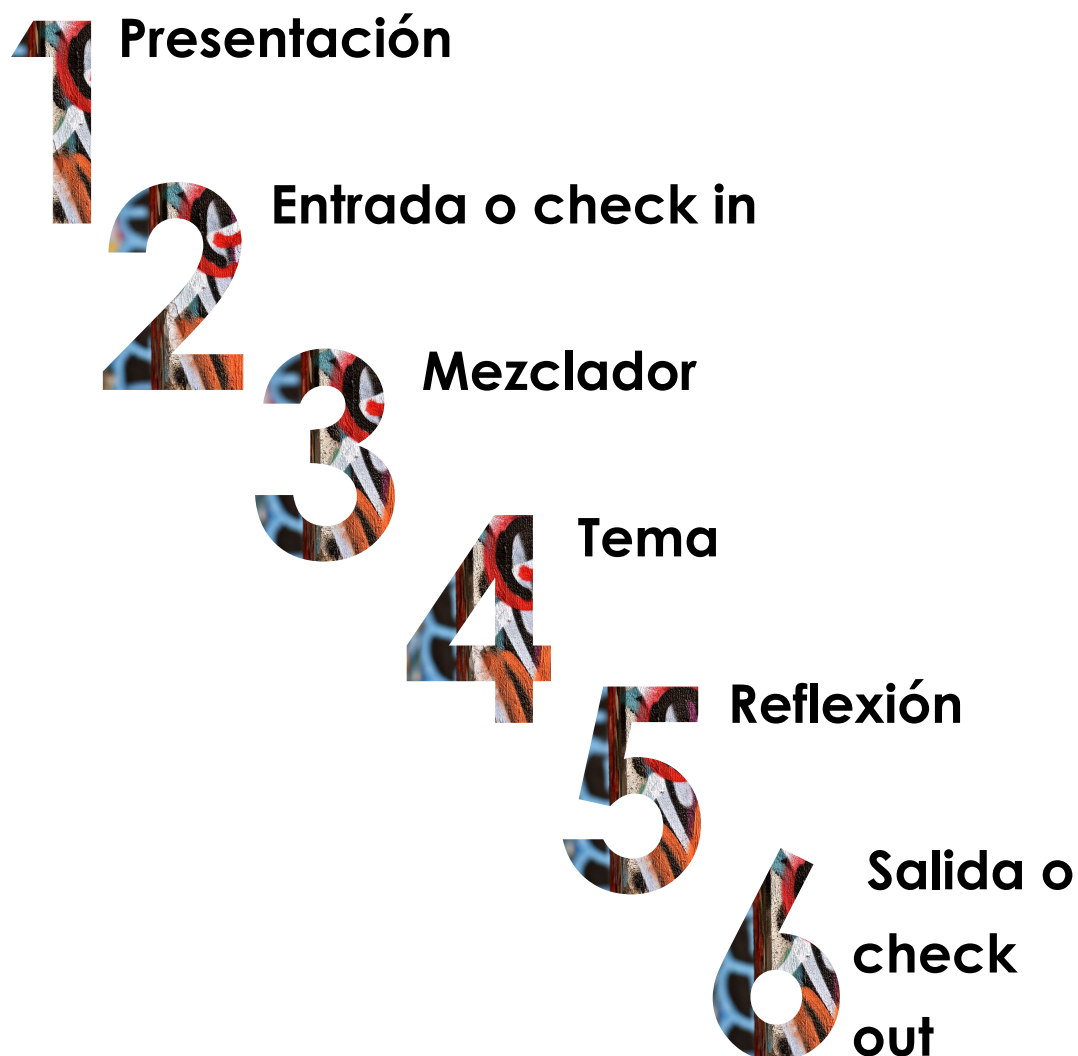 1 Presentación
2 Entrada o check in
3 Mezclador
4 Tema
5 Reflexión
6 Salida o
check
out